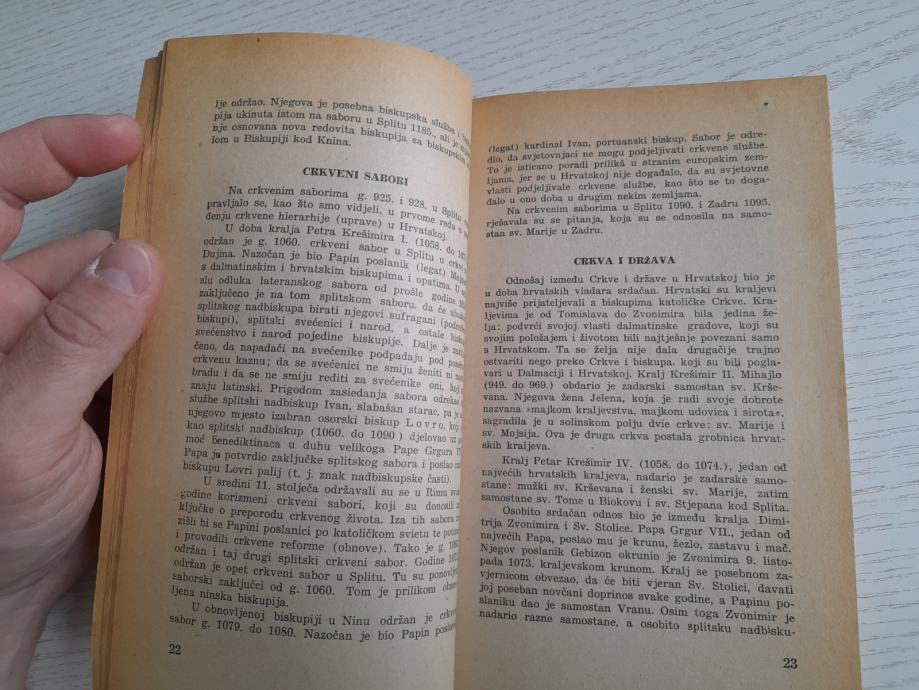 lje održao. Njegova je posebna biskupska služba i
pija ukinuta istom na saboru u Splitu 1185., ali je
nje osnovana nova redovita biskupija sa biskupskim
lom u Biskupiji kod Knina.
CRKVENI SABORI
Na crkvenim saborima g. 925. i 928. u Splitu
pravljalo se, kao što smo vidjeli, u prvome redu o
đenju crkvene hierarhije (uprave) u Hrvatskoj.
U doba kralja Petra Krešimira I. (1058. do
održan je g. 1060. crkveni sabor u Splitu u crkvi
Dujma. Nazočan je bio Papin poslanik (legat)
s dalmatinskim i hrvatskim biskupima i opatima. U
slu odluka lateranskog sabora od prošle godine
zaključeno je na tom splitskom saboru, da će
splitskog nadbiskupa birati njegovi sufragani
biskupi), splitski svećenici i narod, a ostale
svećenstvo i narod pojedine biskupije. Dalje je
čeno, da napadači na svećenike podpadaju pod
crkvenu kaznu; da se svećenici ne smiju ženiti ni
bradu i da se ne smiju rediti za svećenike oni, koji
znaju latinski. Prigodom zasiedanja sabora odrekao
službe splitski nadbiskup Ivan, slabašan starac, pa je
njegovo mjesto izabran osorski biskup Lovro, koji
kao splitski nadbiskup (1060. do 1090 ) djelovao uz
moć benediktinaca u duhu velikoga Pape Grgura
Papa je potvrdio zaključke splitskog sabora i poslao
biskupu Lovri palij (t. j. znak nadbiskupske časti).
U sredini 11. stoljeća održavali su se u Rimu
godine korizmeni crkveni sabori, koji su donosili
ključke o preporodu crkvenog života. Iza tih sabora
zišli bi se Papini poslanici po katoličkom svietu te
i provodili crkvene reforme (obnove). Tako je g.
održan i taj drugi splitski crkveni sabor. Godine
održan je opet crkveni sabor u Splitu. Tu su
saborski zaključci od g. 1060. Tom je prilikom
ljena ninska biskupija.
U obnovljenoj biskupiji u Ninu održan je
sabor g. 1079. do 1080. Nazočan je bio Papin
22
(legat) kardinal Ivan, portuanski biskup. Sabor je odre-
dio, da svjetovnjaci ne mogu podjeljivati crkvene službe.
To je isticano poradi prilikâ u stranim europskim zem-
ljama, jer se u Hrvatskoj nije događalo, da su svjetovne
vlasti podjeljivale crkvene službe, kao što se to doga-
đalo u ono doba u drugim nekim zemljama.
Na crkvenim saborima u Splitu 1090. i Zadru 1095.
rješavala su se pitanja, koja su se odnosila na samo-
stan sv. Marije u Zadru.
CRKVA I DRŽAVA
Odnošaj između Crkve i države u Hrvatskoj bio je
u doba hrvatskih vladara srdačan. Hrvatski su kraljevi
najviše prijateljevali s biskupima katoličke Crkve. Kra-
ljevima je od Tomislava do Zvonimira bila jedina že-
lja: podvrći svojoj vlasti dalmatinske gradove, koji su
svojim položajem i životom bili najtješnje povezani samo
s Hrvatskom. Ta se želja nije dala drugačije trajno
ostvariti nego preko Crkve i biskupa. koji su bili pogla-
vari u Dalmaciji i Hrvatskoj. Kralj Krešimir II. Mihajlo
(949. do 969.) obdario je zadarski samostan sv. Krše-
vana. Njegova žena Jelena, koja je radi svoje dobrote
nazvana »majkom kraljevstva, majkom udovica i sirota«,
sagradila je u solinskom polju dvie crkve: sv. Marije i
sv. Mojsija. Ova je druga crkva postala grobnica hrvat-
skih kraljeva.
Kralj Petar Krešimir IV. (1058. do 1074.), jedan od
najvećih hrvatskih kraljeva, nadario je zadarskè samo-
stane: mužki sv. Krševana i ženski sv. Marije, zatim
samostane sv. Tome u Biokovu i sv. Stjepana kod Splita.
Osobito srdačan odnos bio je između kralja Dimi-
trija Zvonimira i Sv. Stolice. Papa Grgur VII., jedan od
najvećih Papa, poslao mu je krunu, žezlo, zastavu i mač.
Njegov poslanik Gebizon okrunio je Zvonimira 9. listo-
pada 1073. kraljevskom krunom. Kralj se posebnom za-
vjernicom obvezao, da će biti vjeran Sv. Stolici, davati
joj poseban novčani doprinos svake godine, a Papinu po-
slaniku dao je samostan Vranu. Osim toga Zvonimir je
nadario razne samostane, a osobito splitsku nadbisku-
23